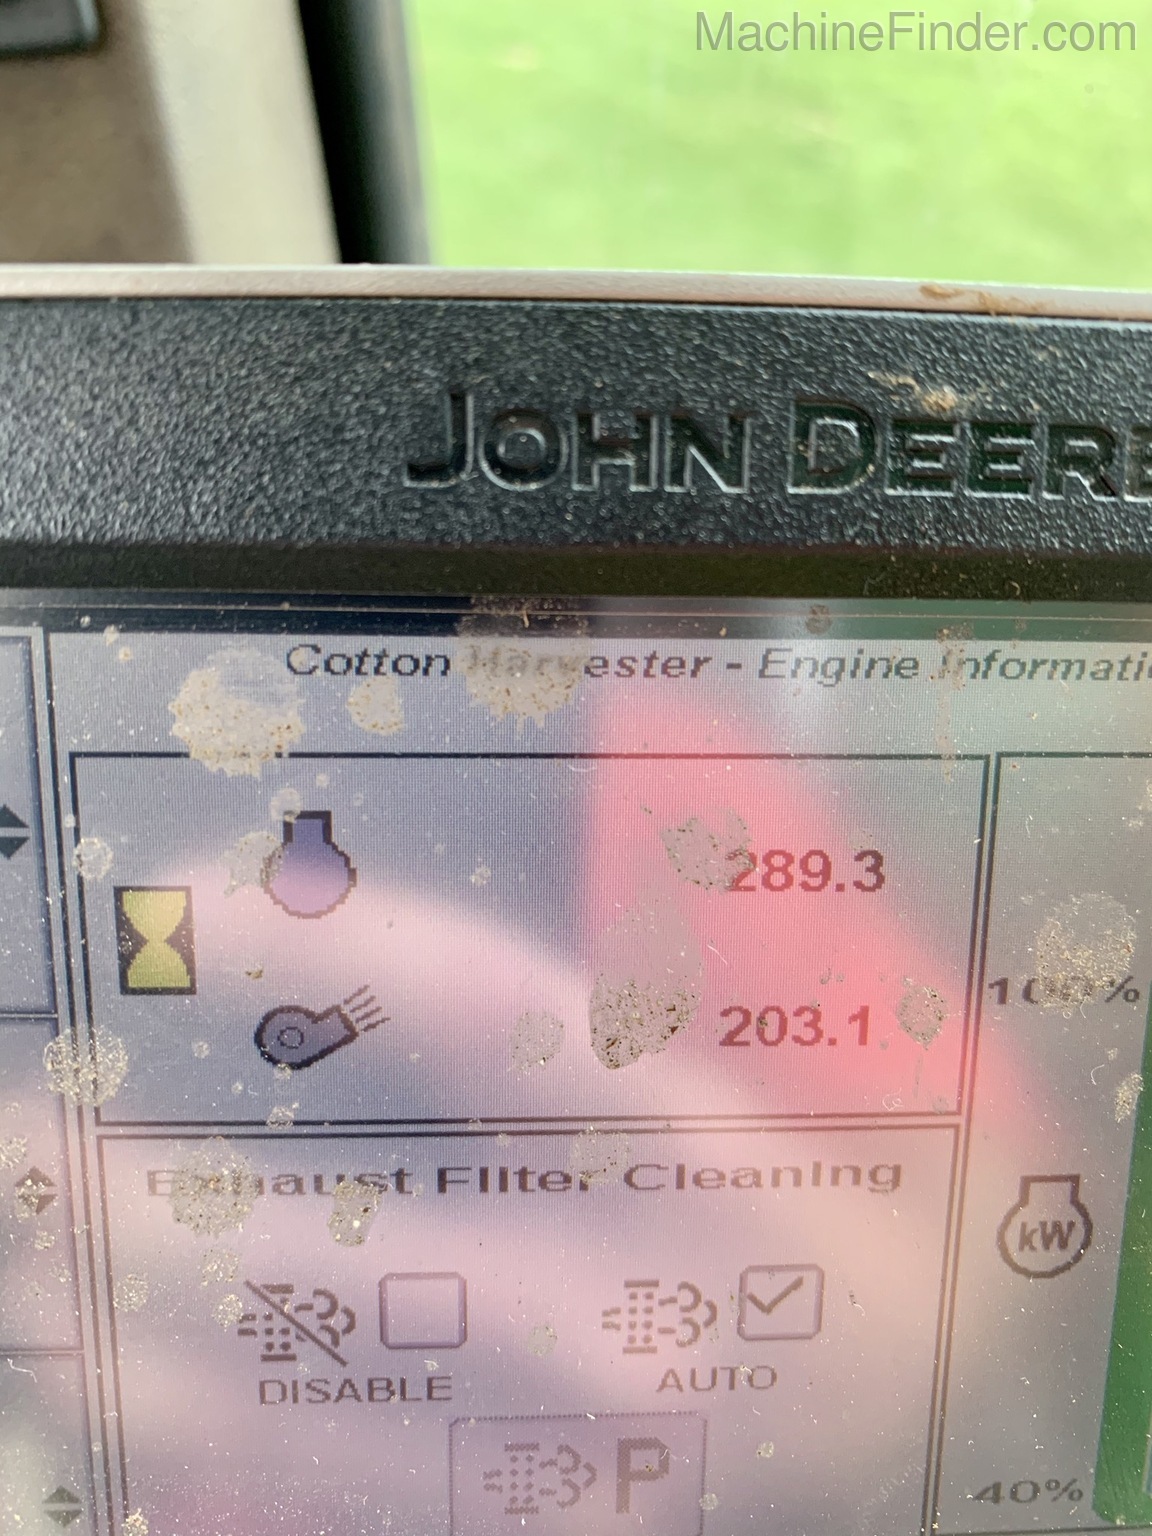 MachineFinder.com
JOHN DEERE
Cotton Harvester - Engine Informati
289.3
203.1
100%
Exhaust Filter Cleaning
kW
DISABLE
AUTO
P
40%